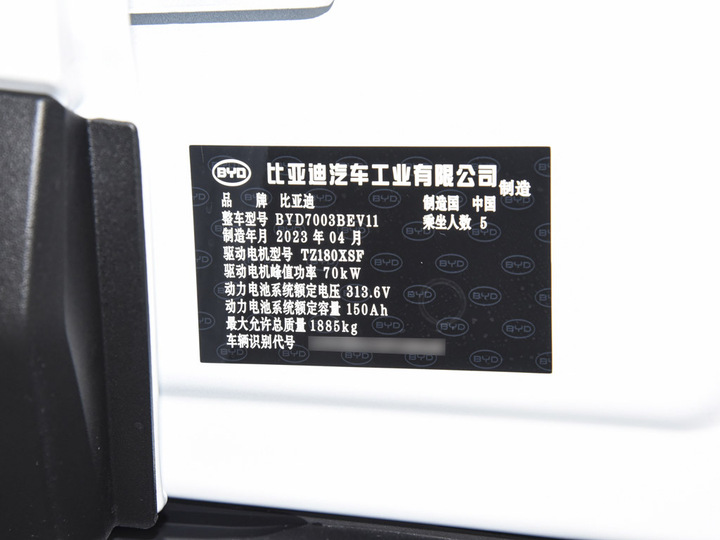 BYD 比亚迪汽车工业有限公司 制造
品 牌 比亚迪 制造国 中国
整车型号 BYD7003BEV11 乘坐人数 5
制造年月 2023 年 04 月
驱动电机型号 TZ180XSF
驱动电机峰值功率 70kW
动力电池系统额定电压 313.6V
动力电池系统额定容量 150Ah
最大允许总质量 1885kg
车辆识别代号